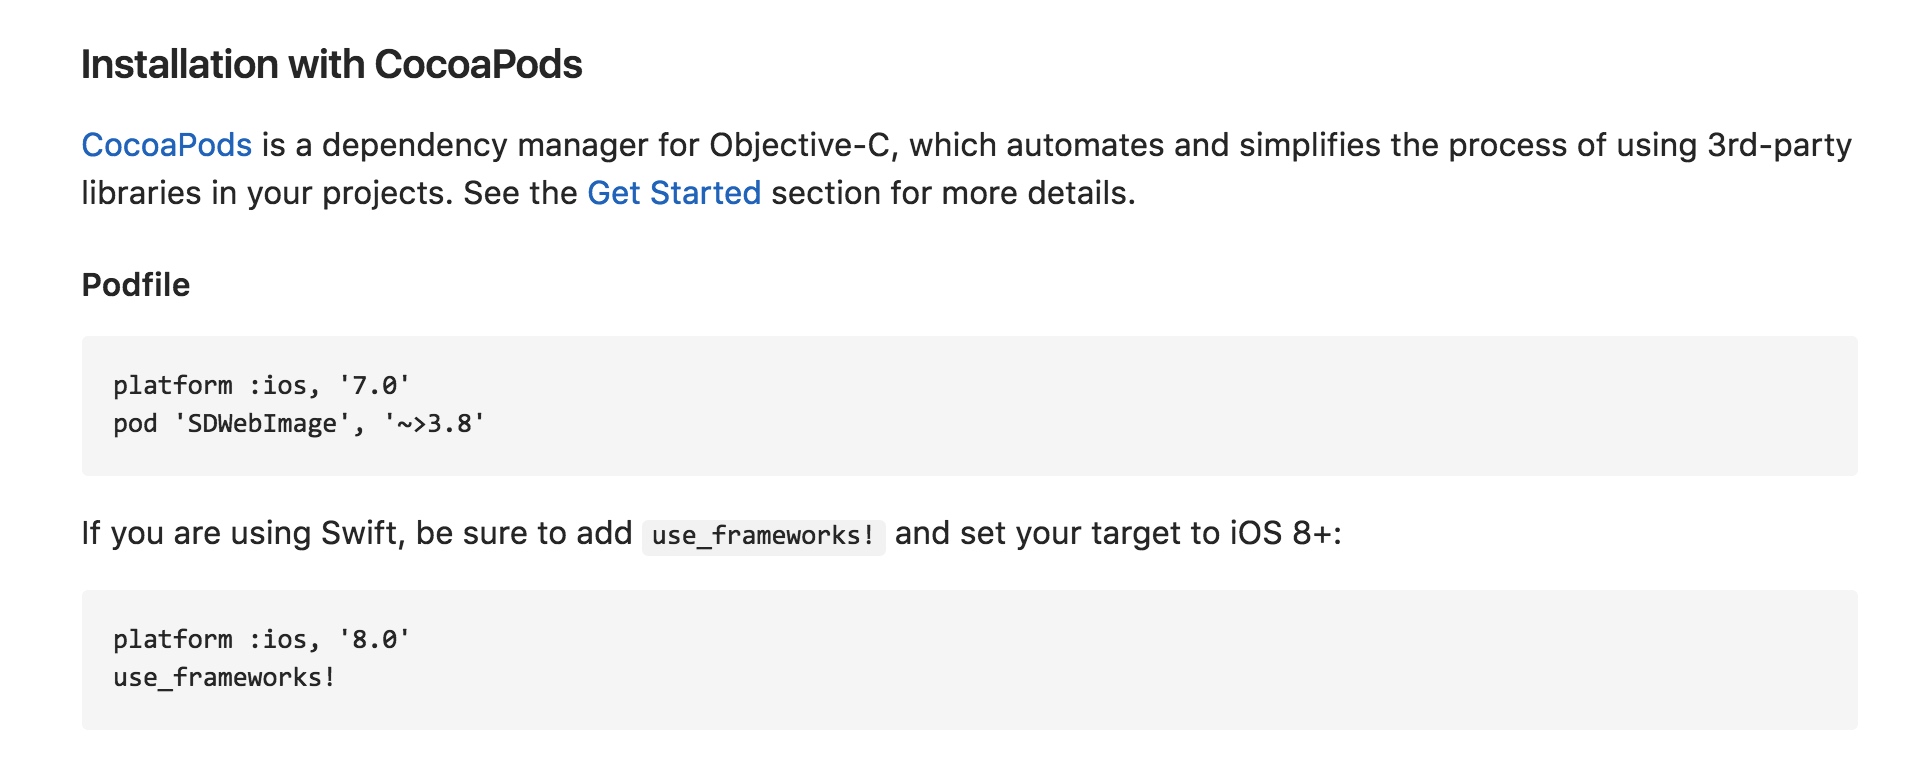 Installation with CocoaPods
CocoaPods is a dependency manager for Objective-C, which automates and simplifies the process of using 3rd-party
libraries in your projects. See the Get Started section for more details.
Podfile
platform :ios, '7.0'
pod 'SDWebImage', '~>3.8'
If you are using Swift, be sure to add use_frameworks! and set your target to iOS 8+:
platform :ios, '8.0'
use_frameworks!